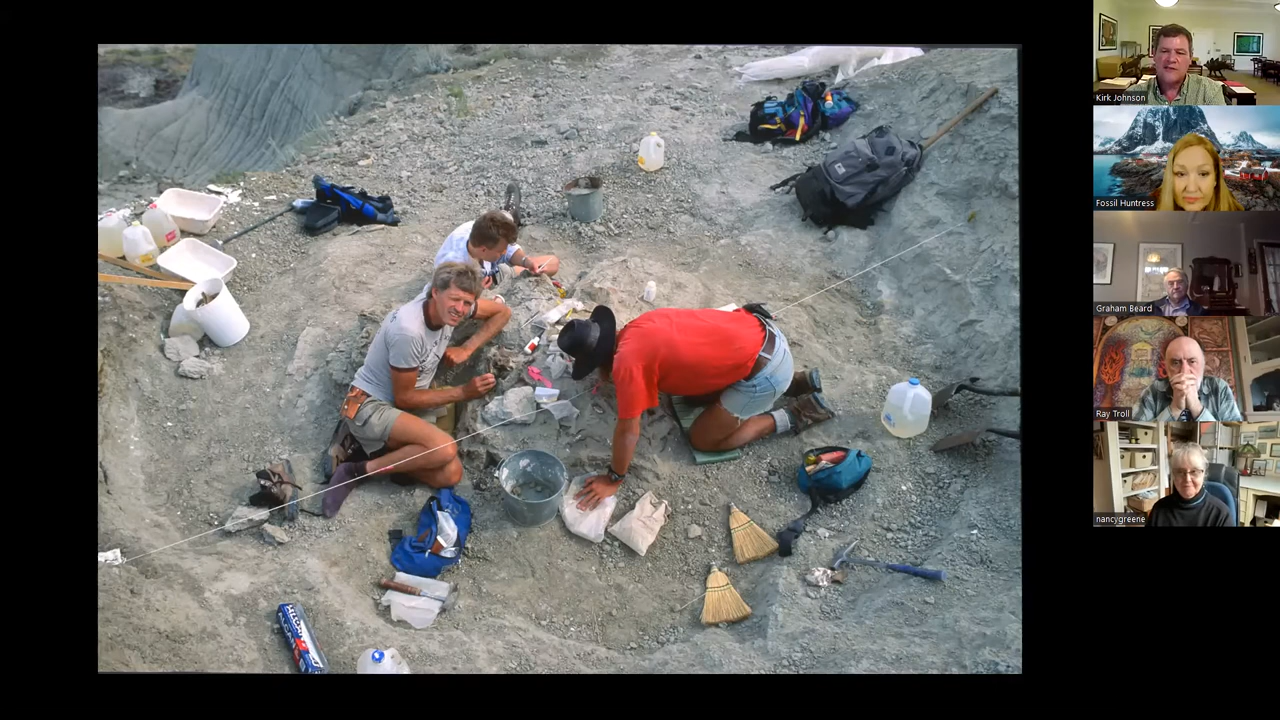 Kirk Johnson
Fossil Huntress
Graham Beard
Ray Troll
nancygreene